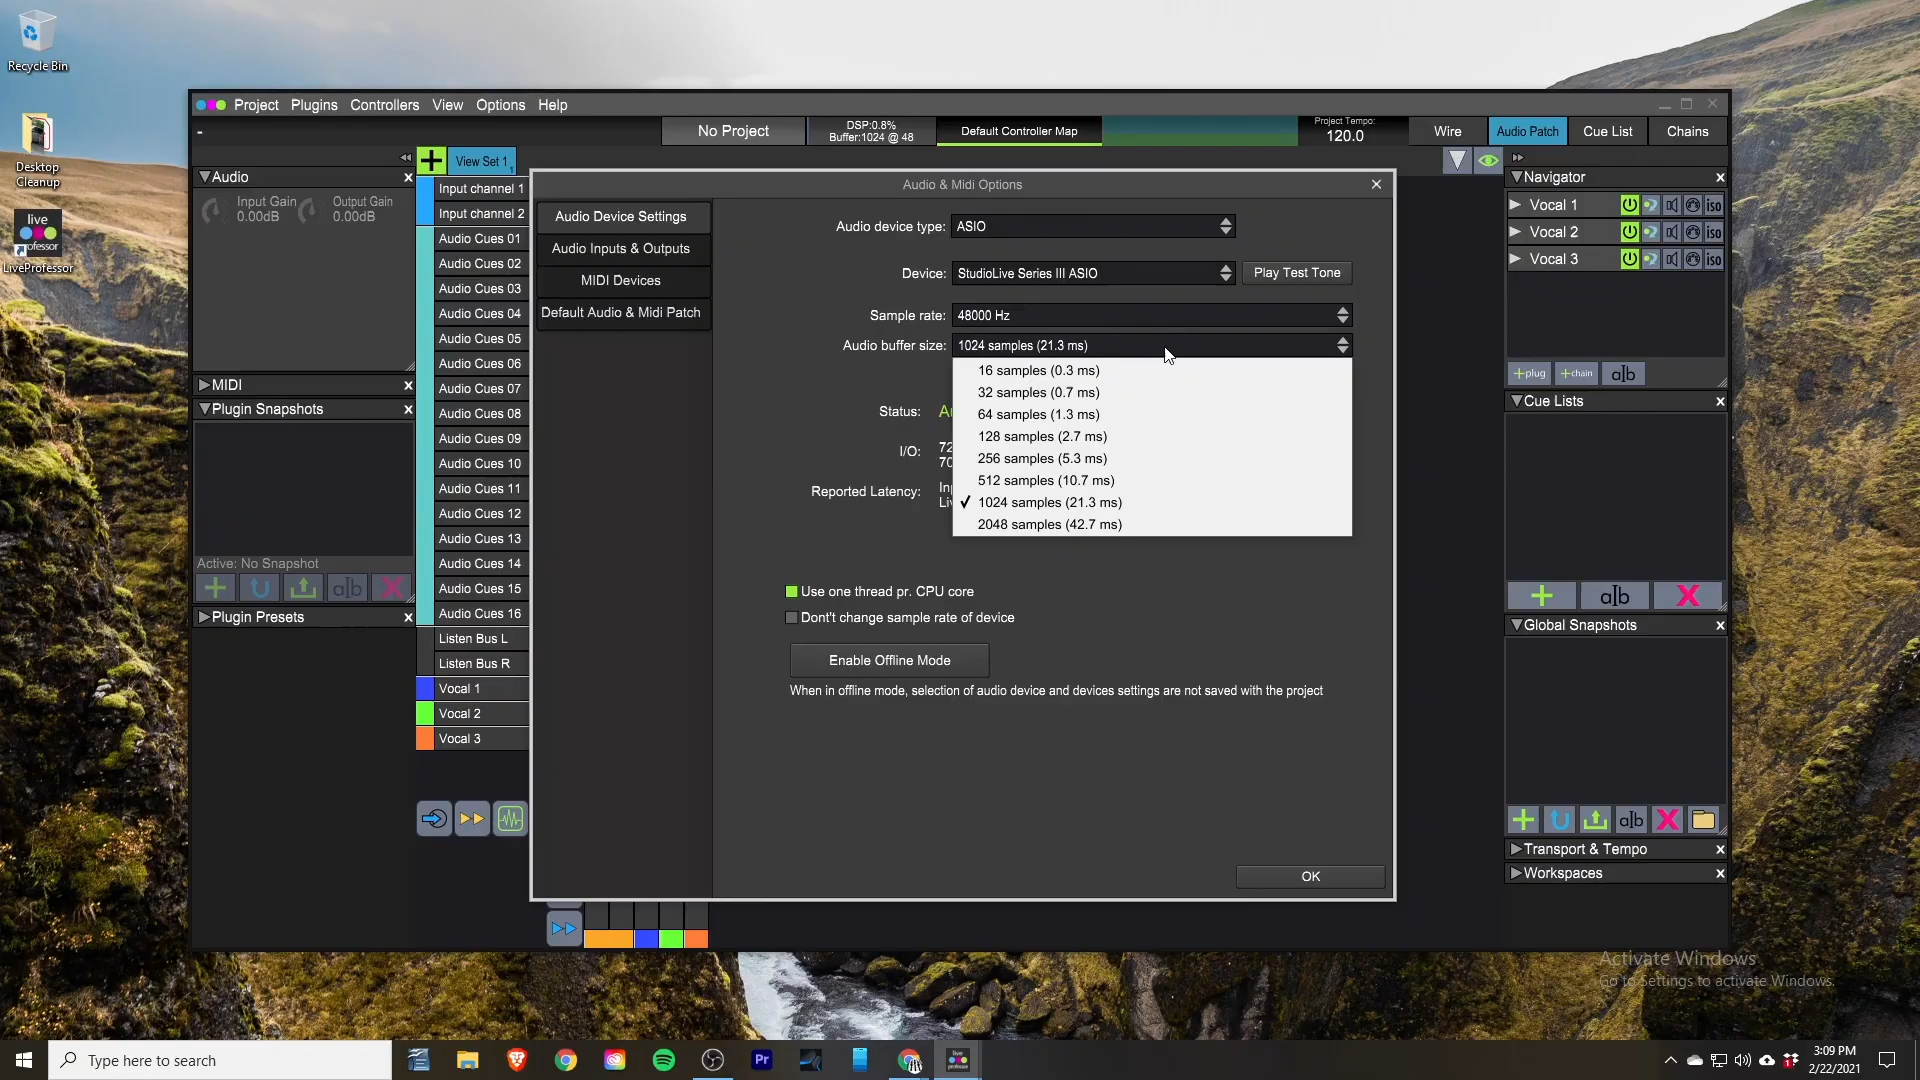 Recycle Bin
Desktop
Cleanup
live
ofessor
LiveProfessor
Project Plugins Controllers View Options Help
-
No Project
DSP:0.8%
Buffer:1024 @ 48
Default Controller Map
Project Tempo:
120.0
Wire
Audio Patch
Cue List
Chains
Audio
Input Gain
0.00dB
Output Gain
0.00dB
MIDI
Plugin Snapshots
Active: No Snapshot
a|b
Plugin Presets
View Set 1
1
Input channel 1
Input channel 2
Audio Cues 01
Audio Cues 02
Audio Cues 03
Audio Cues 04
Audio Cues 05
Audio Cues 06
Audio Cues 07
Audio Cues 08
Audio Cues 09
Audio Cues 10
Audio Cues 11
Audio Cues 12
Audio Cues 13
Audio Cues 14
Audio Cues 15
Audio Cues 16
Listen Bus L
Listen Bus R
Vocal 1
Vocal 2
Vocal 3
Audio & Midi Options
Audio Device Settings
Audio Inputs & Outputs
MIDI Devices
Default Audio & Midi Patch
Audio device type: ASIO
Device: StudioLive Series III ASIO
Play Test Tone
Sample rate: 48000 Hz
Audio buffer size: 1024 samples (21.3 ms)
16 samples (0.3 ms)
32 samples (0.7 ms)
64 samples (1.3 ms)
128 samples (2.7 ms)
256 samples (5.3 ms)
512 samples (10.7 ms)
1024 samples (21.3 ms)
2048 samples (42.7 ms)
Status:
I/O: 72
70
Reported Latency:
Use one thread pr. CPU core
Dont't change sample rate of device
Enable Offline Mode
When in offline mode, selection of audio device and devices settings are not saved with the project
OK
Navigator
Vocal 1 iso
Vocal 2 iso
Vocal 3 iso
+plug
+chain
a|b
Cue Lists
a|b
Global Snapshots
a|b
Transport & Tempo
Workspaces
Activate Windows
Go to Settings to activate Windows.
Type here to search
Pr
live
professor
1
3:09 PM
2/22/2021